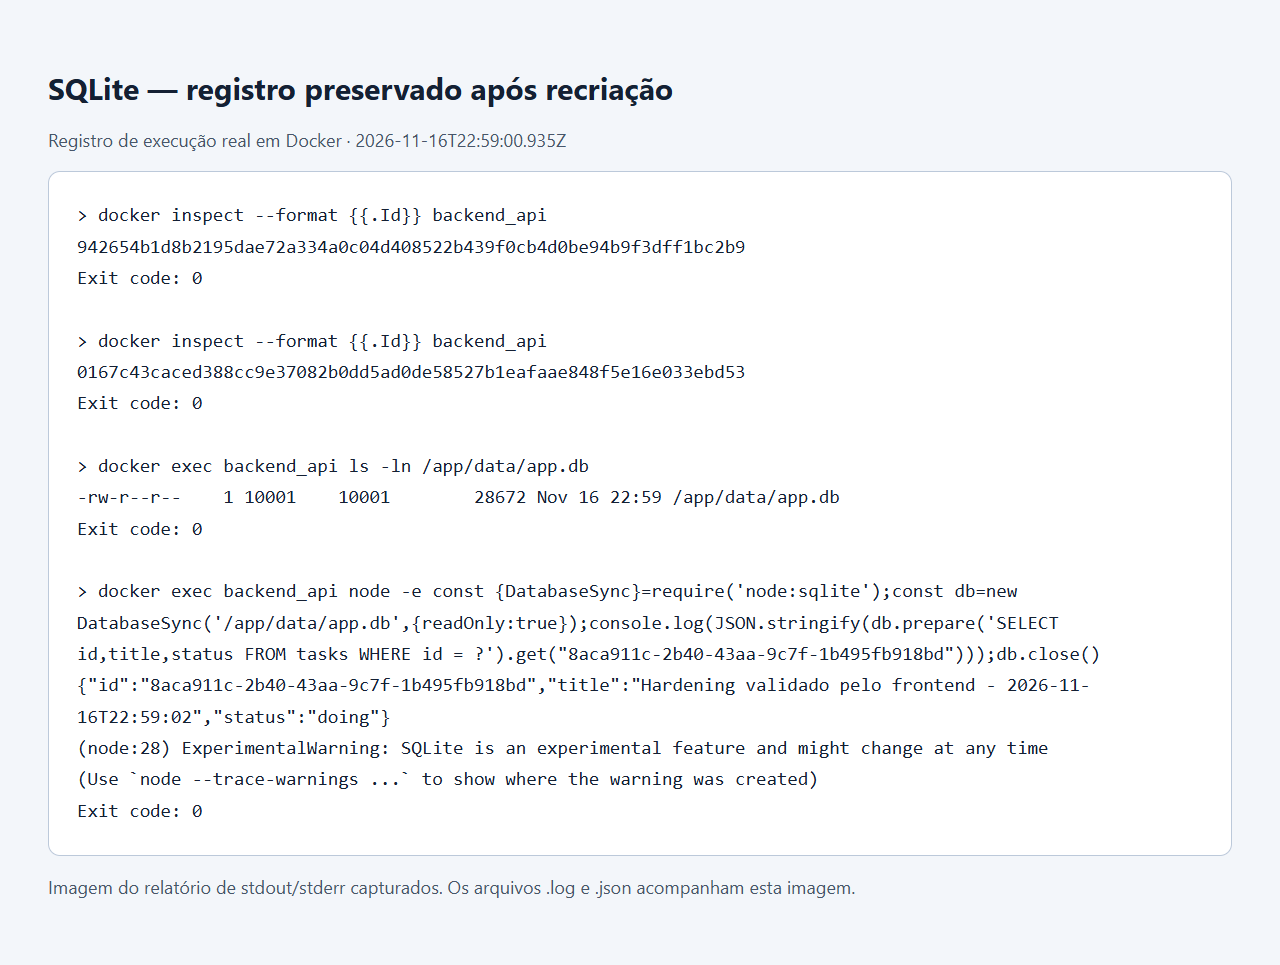 SQLite — registro preservado após recriação
Registro de execução real em Docker · 2026-11-16T22:59:00.935Z
> docker inspect --format {{.Id}} backend_api
942654b1d8b2195dae72a334a0c04d408522b439f0cb4d0be94b9f3dff1bc2b9
Exit code: 0
> docker inspect --format {{.Id}} backend_api
0167c43caced388cc9e37082b0dd5ad0de58527b1eafaae848f5e16e033ebd53
Exit code: 0
> docker exec backend_api ls -ln /app/data/app.db
-rw-r--r--    1 10001    10001        28672 Nov 16 22:59 /app/data/app.db
Exit code: 0
> docker exec backend_api node -e const {DatabaseSync}=require('node:sqlite');const db=new
DatabaseSync('/app/data/app.db',{readOnly:true});console.log(JSON.stringify(db.prepare('SELECT
id,title,status FROM tasks WHERE id = ?').get("8aca911c-2b40-43aa-9c7f-1b495fb918bd")));db.close()
{"id":"8aca911c-2b40-43aa-9c7f-1b495fb918bd","title":"Hardening validado pelo frontend - 2026-11-
16T22:59:02","status":"doing"}
(node:28) ExperimentalWarning: SQLite is an experimental feature and might change at any time
(Use `node --trace-warnings ...` to show where the warning was created)
Exit code: 0
Imagem do relatório de stdout/stderr capturados. Os arquivos .log e .json acompanham esta imagem.